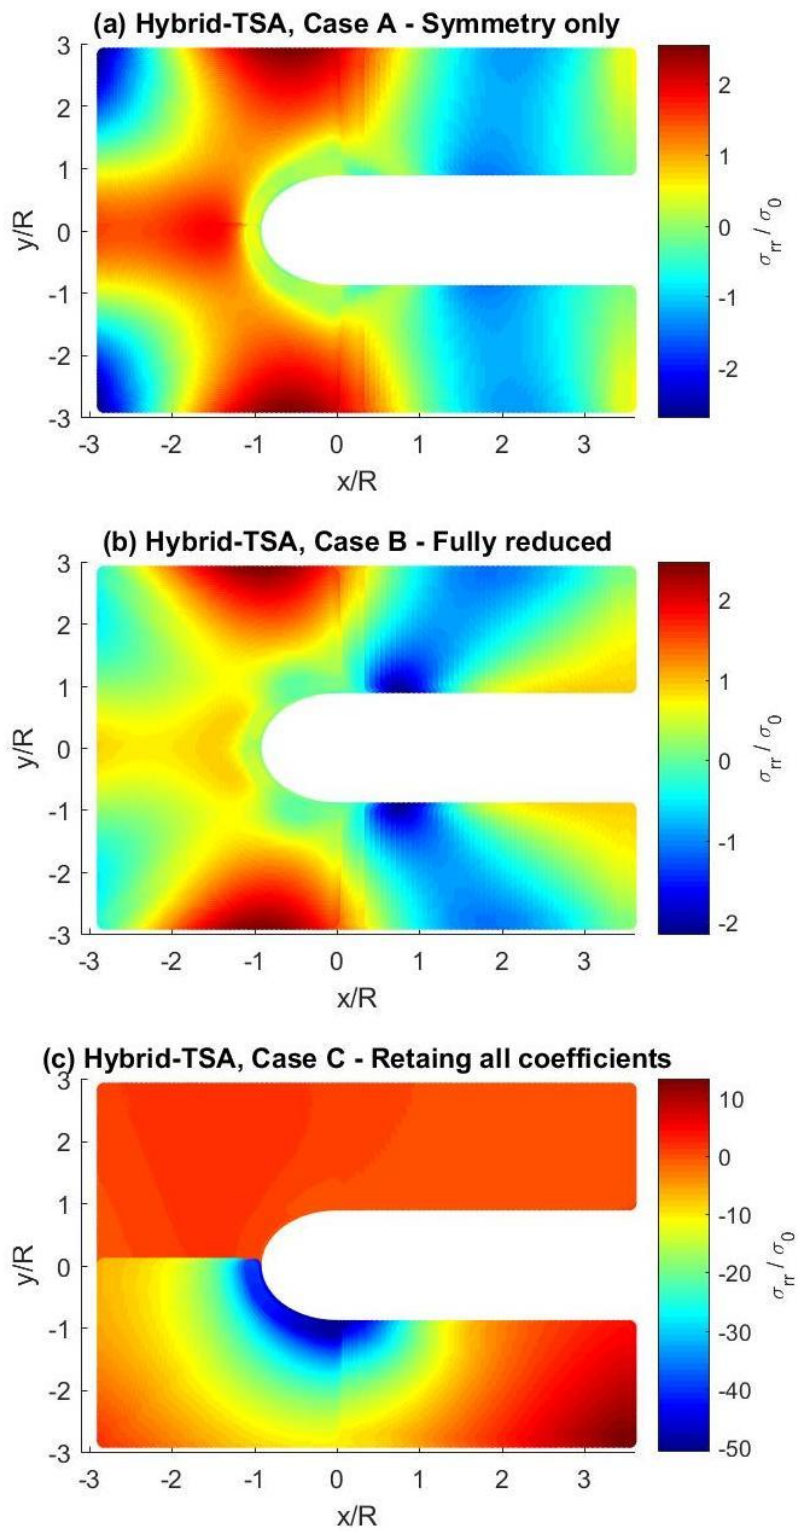 (a) Hybrid-TSA, Case A - Symmetry only
3
2
1
0
-1
-2
-3
y/R
-3 -2 -1 0 1 2 3
x/R
2
1
0
-1
-2
σrr / σ0
(b) Hybrid-TSA, Case B - Fully reduced
3
2
1
0
-1
-2
-3
y/R
-3 -2 -1 0 1 2 3
x/R
2
1
0
-1
-2
σrr / σ0
(c) Hybrid-TSA, Case C - Retaing all coefficients
3
2
1
0
-1
-2
-3
y/R
-3 -2 -1 0 1 2 3
x/R
10
0
-10
-20
-30
-40
-50
σrr / σ0